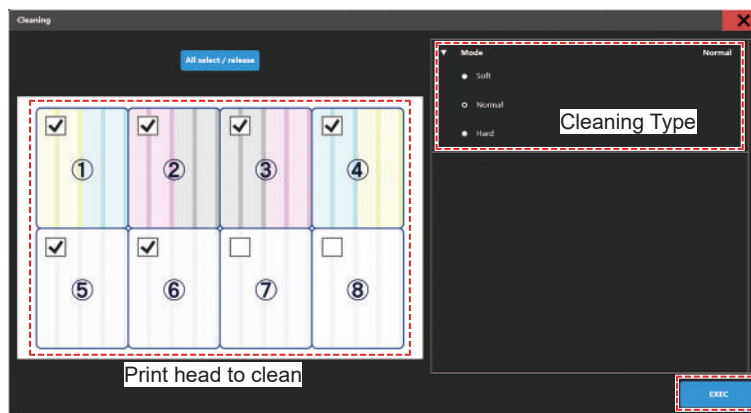 Cleaning
All select / release
① ② ③ ④
⑤ ⑥ ⑦ ⑧
Print head to clean
Mode Normal
Soft
Normal
Hard
Cleaning Type
EXEC